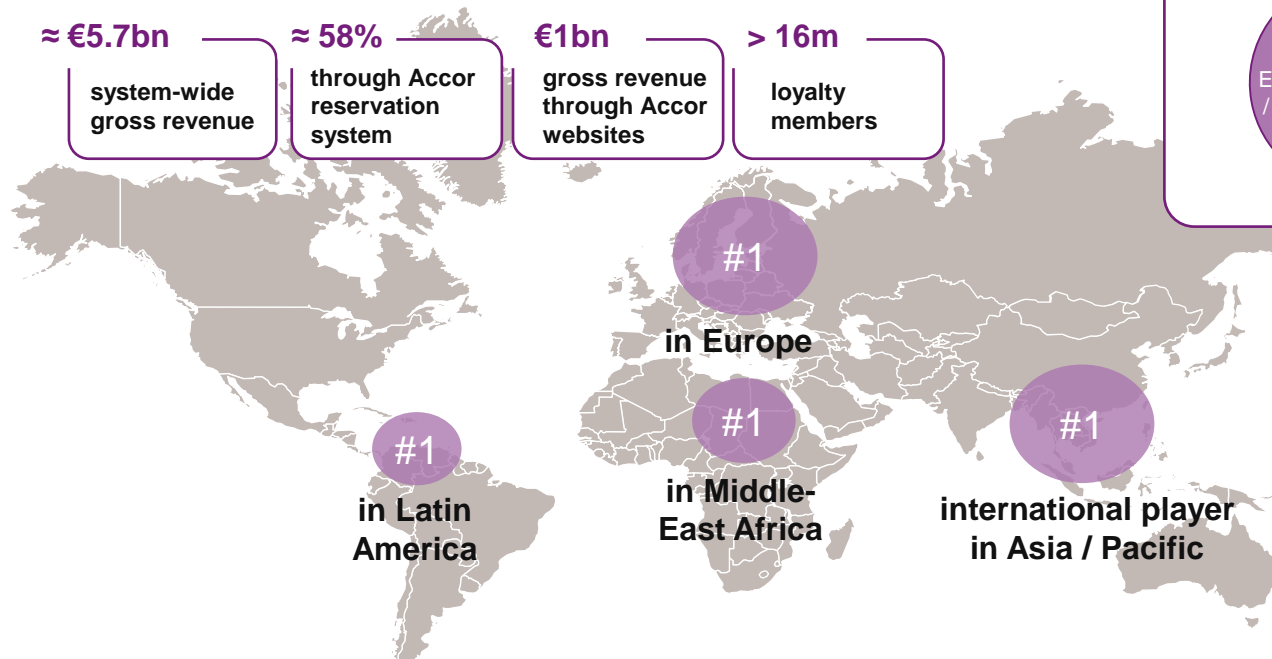 ≈ €5.7bn
system-wide
gross revenue
≈ 58%
through Accor
reservation
system
€1bn
gross revenue
through Accor
websites
> 16m
loyalty
members
#1
in Europe
#1
in Latin
America
#1
in Middle-
East Africa
#1
international player
in Asia / Pacific